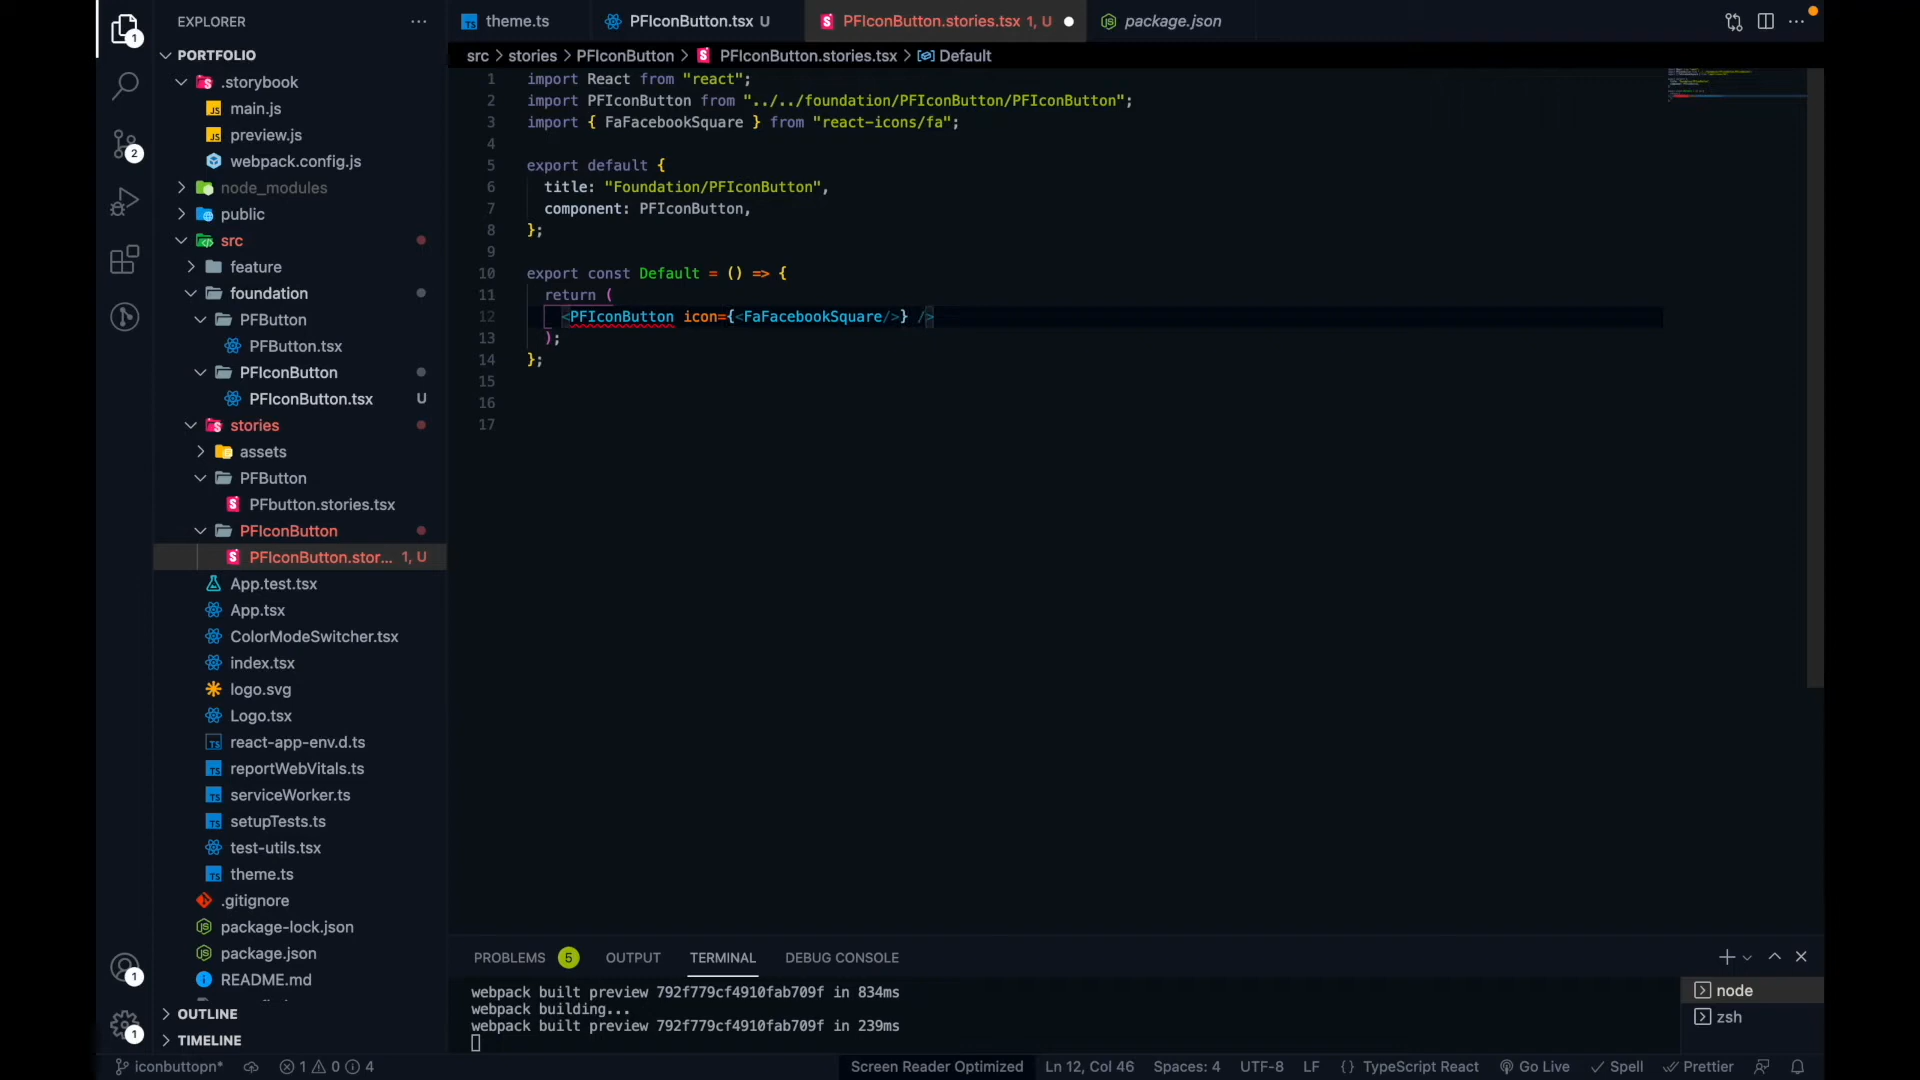 EXPLORER
PORTFOLIO
.storybook
main.js
preview.js
webpack.config.js
node_modules
public
src
feature
foundation
PFButton
PFButton.tsx
PFIconButton
PFIconButton.tsx U
stories
assets
PFButton
PFbutton.stories.tsx
PFIconButton
PFIconButton.stor... 1, U
App.test.tsx
App.tsx
ColorModeSwitcher.tsx
index.tsx
logo.svg
Logo.tsx
react-app-env.d.ts
reportWebVitals.ts
serviceWorker.ts
setupTests.ts
test-utils.tsx
theme.ts
.gitignore
package-lock.json
package.json
README.md
OUTLINE
TIMELINE
1
2
1
1
theme.ts PFIconButton.tsx U PFIconButton.stories.tsx 1, U package.json
src > stories > PFIconButton > PFIconButton.stories.tsx > Default
1 import React from "react";
2 import PFIconButton from "../../foundation/PFIconButton/PFIconButton";
3 import { FaFacebookSquare } from "react-icons/fa";
4
5 export default {
6 title: "Foundation/PFIconButton",
7 component: PFIconButton,
8 };
9
10 export const Default = () => {
11 return (
12 <PFIconButton icon={<FaFacebookSquare/>} />
13 );
14 };
15
16
17
PROBLEMS 5 OUTPUT TERMINAL DEBUG CONSOLE
webpack built preview 792f779cf4910fab709f in 834ms
webpack building...
webpack built preview 792f779cf4910fab709f in 239ms
node
zsh
iconbuttopn* 1 0 4 Screen Reader Optimized Ln 12, Col 46 Spaces: 4 UTF-8 LF {} TypeScript React Go Live Spell Prettier